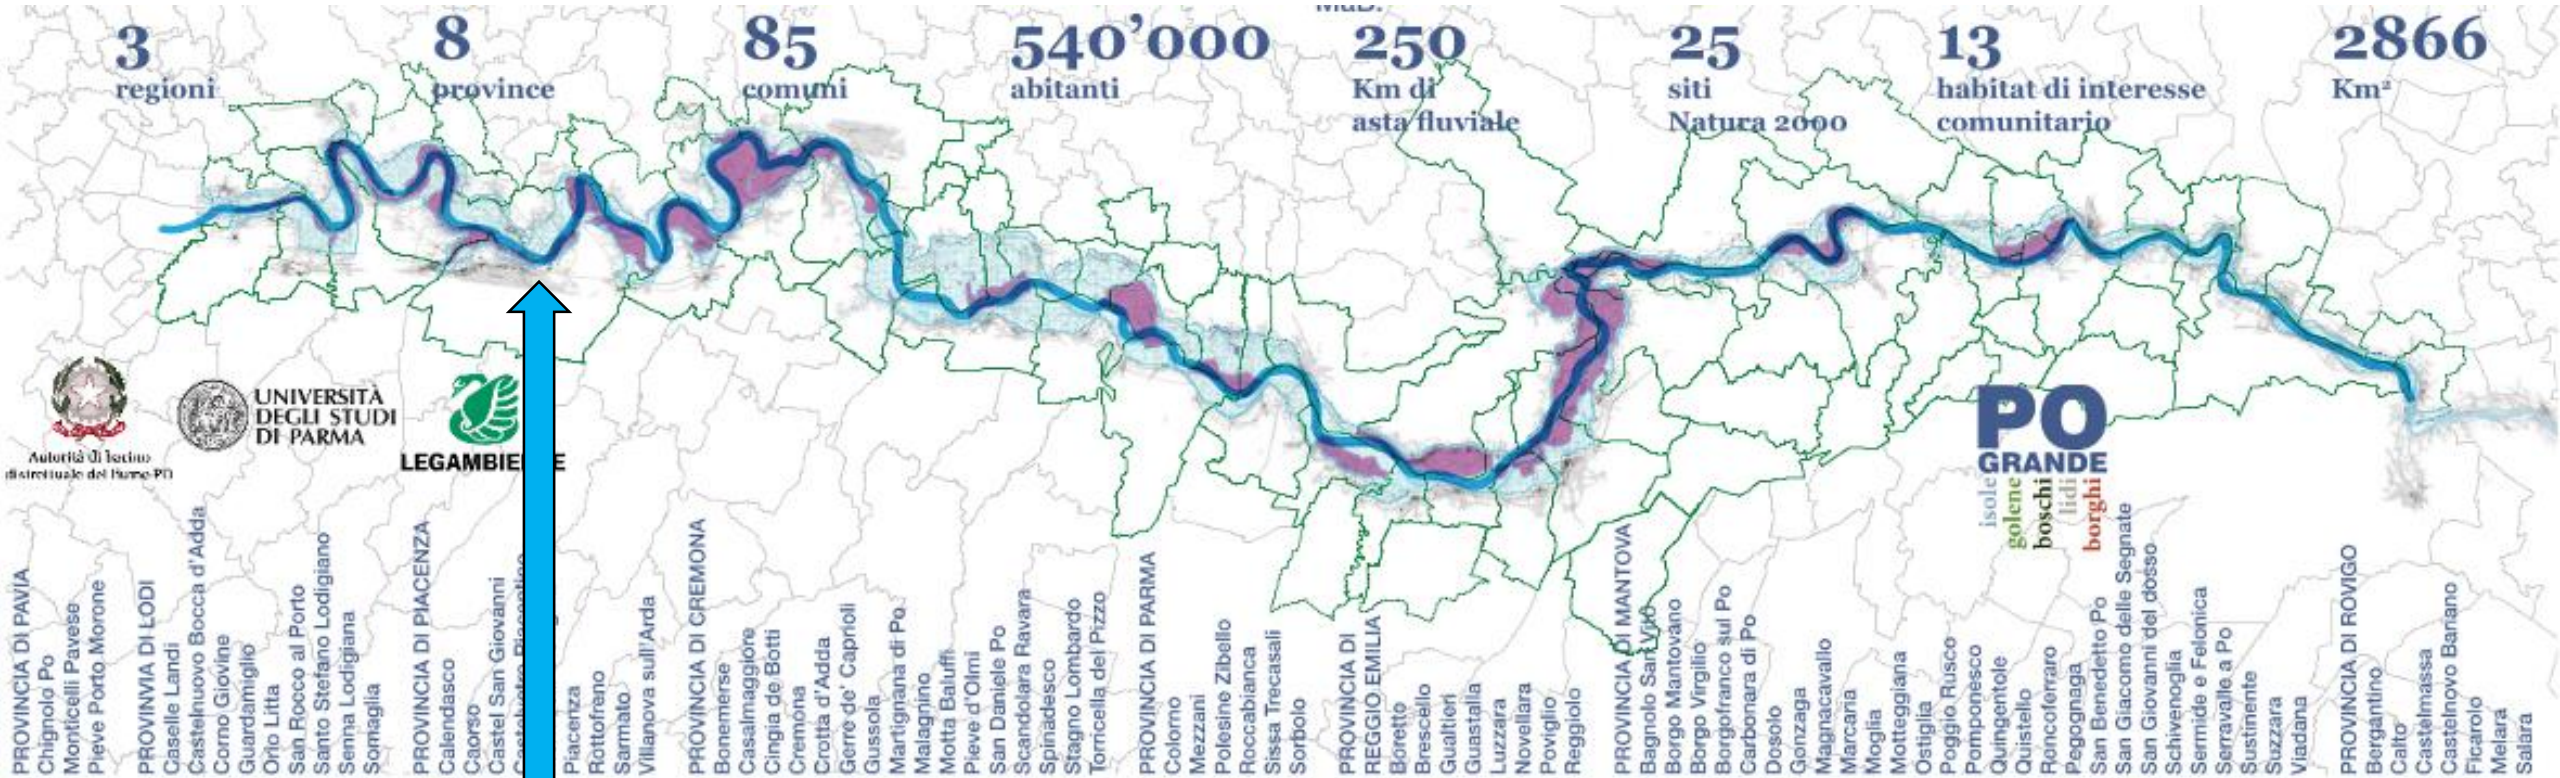 3
regioni
8
province
85
comuni
540’000
abitanti
250
Km di
asta fluviale
25
siti
Natura 2000
13
habitat di interesse
comunitario
2866
Km²
Autorità di bacino
distrettuale del fiume PO
UNIVERSITÀ
DEGLI STUDI
DI PARMA
LEGAMBIE E
PO
GRANDE
isole
golene
boschi
lidi
borghi
PROVINCIA DI PAVIA
Chignolo Po
Monticelli Pavese
Pieve Porto Morone
PROVINVIA DI LODI
Caselle Landi
Castelnuovo Bocca d'Adda
Corno Giovine
Guardamiglio
Orio Litta
San Rocco al Porto
Santo Stefano Lodigiano
Senna Lodigiana
Somaglia
PROVINCIA DI PIACENZA
Calendasco
Caorso
Castel San Giovanni
Piacenza
Rottofreno
Sarmato
Villanova sull'Arda
PROVINCIA DI CREMONA
Bonemerse
Casalmaggiore
Cingia de' Botti
Cremona
Crotta d'Adda
Gerre de' Caprioli
Gussola
Martignana di Po
Malagnino
Motta Baluffi
Pieve d'Olmi
San Daniele Po
Scandolara Ravara
Spinadesco
Stagno Lombardo
Torricella del Pizzo
PROVINCIA DI PARMA
Colorno
Mezzani
Polesine Zibello
Roccabianca
Sissa Trecasali
Sorbolo
PROVINCIA DI
REGGIO EMILIA
Boretto
Brescello
Gualtieri
Guastalla
Luzzara
Novellara
Poviglio
Reggiolo
PROVINCIA DI MANTOVA
Bagnolo San Vito
Borgo Mantovano
Borgo Virgilio
Borgofranco sul Po
Carbonara di Po
Dosolo
Gonzaga
Magnacavallo
Marcaria
Moglia
Motteggiana
Ostiglia
Poggio Rusco
Pomponesco
Quingentole
Quistello
Roncoferraro
Pegognaga
San Benedetto Po
San Giacomo delle Segnate
San Giovanni del dosso
Schivenoglia
Sermide e Felonica
Serravalle a Po
Sustinente
Suzzara
Viadana
PROVINCIA DI ROVIGO
Bergantino
Calto
Castelmassa
Castelnovo Bariano
Ficarolo
Melara
Salara